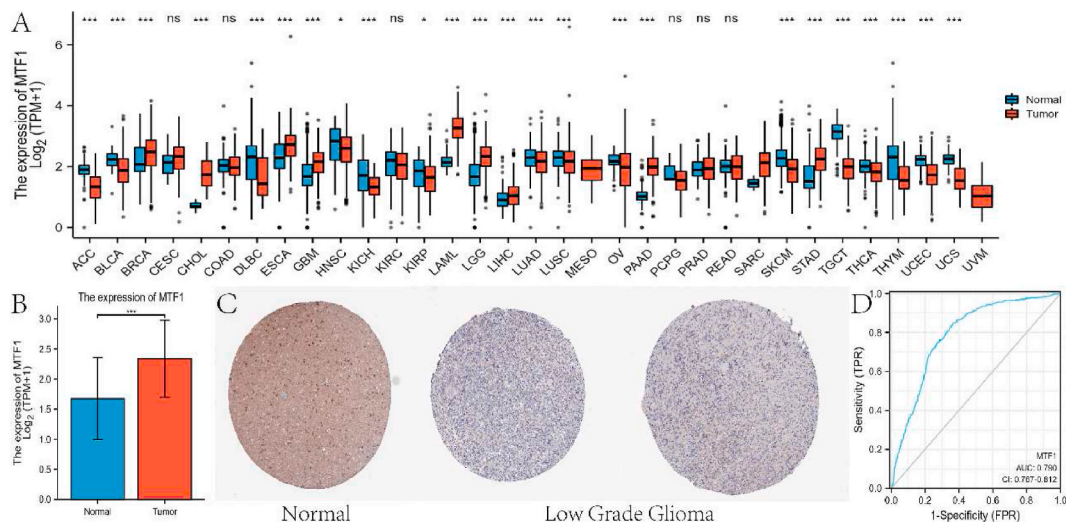 A
*** *** *** ns *** ns *** *** *** * *** ns * *** *** *** *** *** *** *** ns ns ns *** *** *** *** *** *** ***
The expression of MTF1
Log2 (TPM+1)
6
4
2
0
Normal
Tumor
ACC BLCA BRCA CESC CHOL COAD DLBC ESCA GBM HNSC KICH KIRC KIRP LAML LGG LIHC LUAD LUSC MESO OV PAAD PCPG PRAD READ SARC SKCM STAD TGCT THCA THYM UCEC UCS UVM
B
The expression of MTF1
***
The expression of MTF1
Log2 (TPM+1)
3.0
2.5
2.0
1.5
1.0
0.5
0.0
Normal Tumor
C
Normal
Low Grade Glioma
D
Sensitivity (TPR)
1.0
0.8
0.6
0.4
0.2
0.0
MTF1
AUC: 0.790
CI: 0.767-0.812
0.0 0.2 0.4 0.6 0.8 1.0
1-Specificity (FPR)